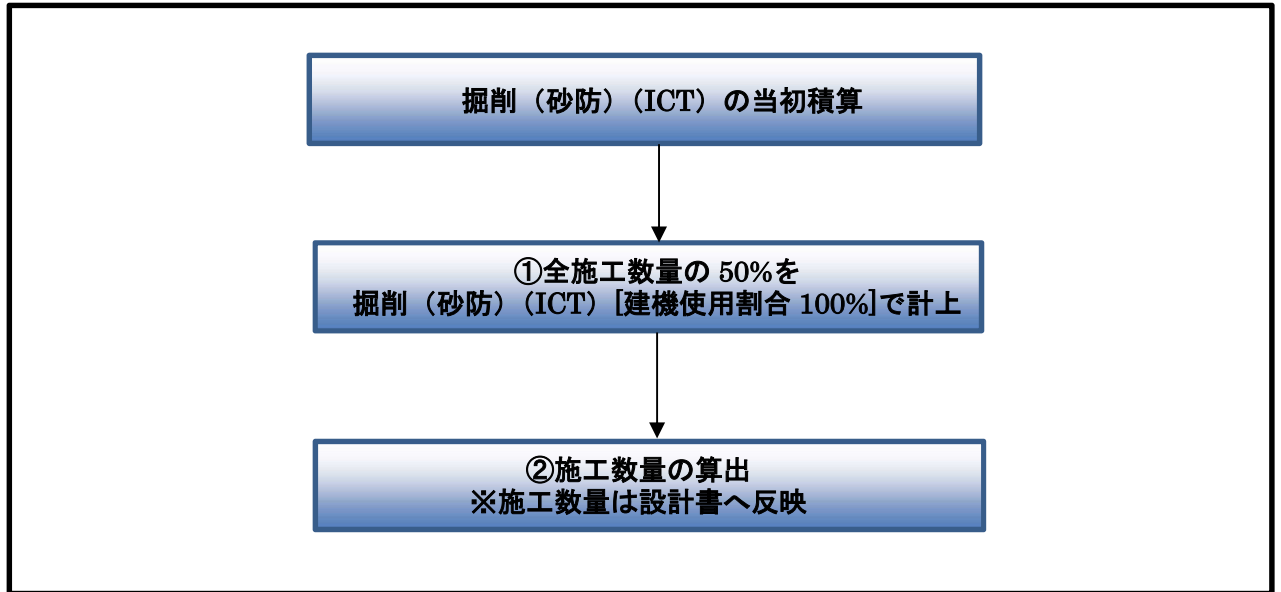 掘削（砂防）（ICT）の当初積算
①全施工数量の 50%を
掘削（砂防）（ICT）[建機使用割合 100%]で計上
②施工数量の算出
※施工数量は設計書へ反映